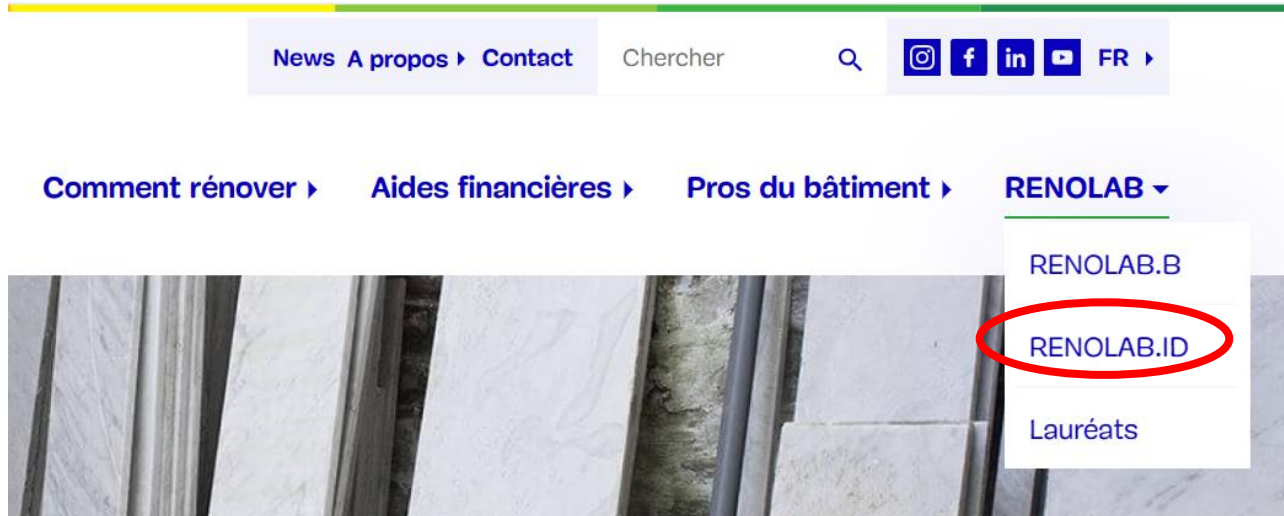 News A propos Contact Chercher FR
Comment rénover Aides financières Pros du bâtiment RENOLAB
RENOLAB.B
RENOLAB.ID
Lauréats